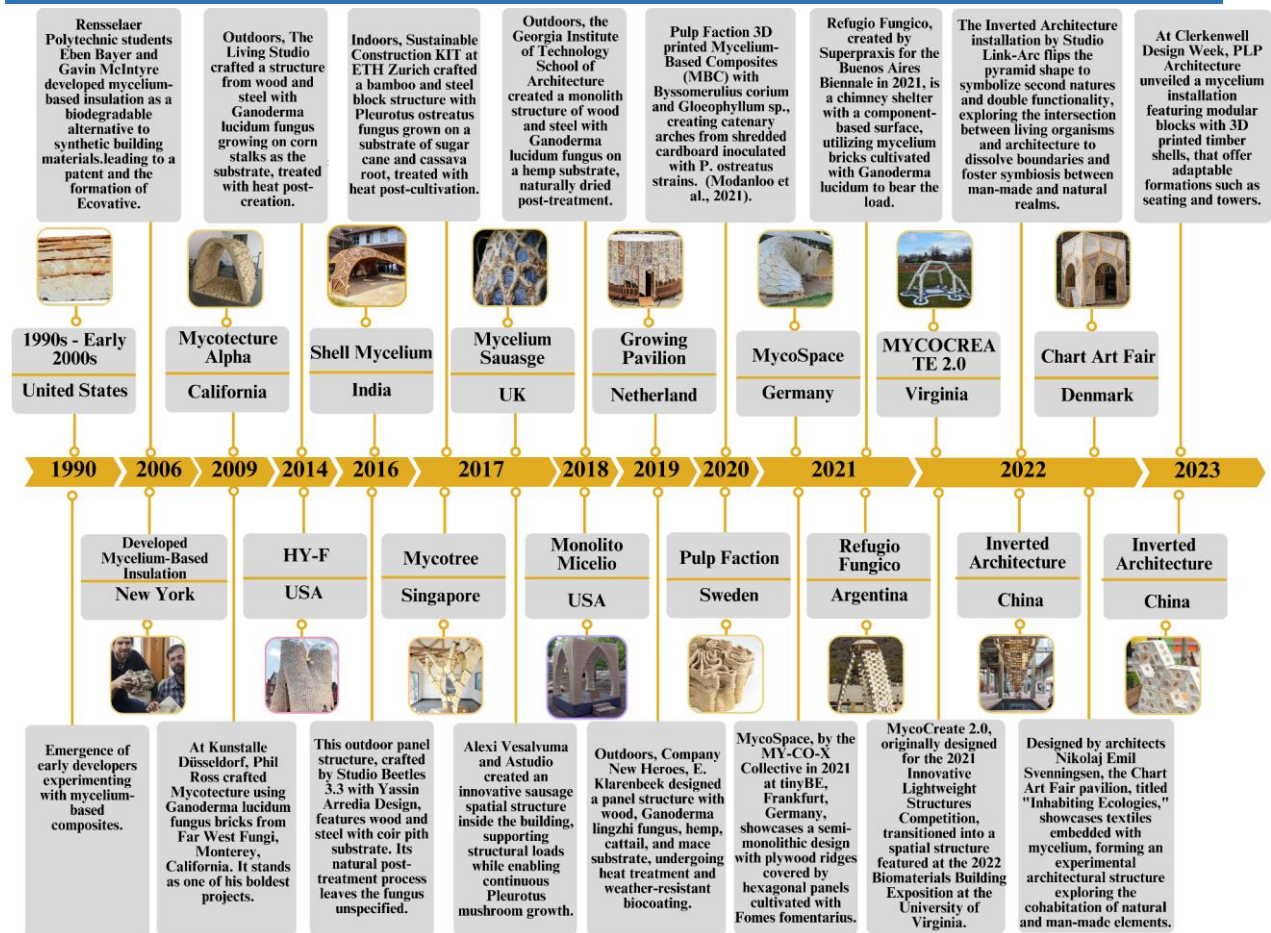 Rensselaer
Polytechnic students
Eben Bayer and
Gavin McIntyre
developed mycelium-
based insulation as a
biodegradable
alternative to
synthetic building
materials.leading to a
patent and the
formation of
Ecovative.
Outdoors, The
Living Studio
crafted a structure
from wood and
steel with
Ganoderma
lucidum fungus
growing on corn
stalks as the
substrate, treated
with heat post-
creation.
Indoors, Sustainable
Construction KIT at
ETH Zurich crafted
a bamboo and steel
block structure with
Pleurotus ostreatus
fungus grown on a
substrate of sugar
cane and cassava
root, treated with
heat post-cultivation.
Outdoors, the
Georgia Institute
of Technology
School of
Architecture
created a monolith
structure of wood
and steel with
Ganoderma
lucidum fungus on
a hemp substrate,
naturally dried
post-treatment.
Pulp Faction 3D
printed Mycelium-
Based Composites
(MBC) with
Byssomerulius corium
and Gloeophyllum sp.,
creating catenary
arches from shredded
cardboard inoculated
with P. ostreatus
strains. (Modanloo et
al., 2021).
Refugio Fungico,
created by
Superpraxis for the
Buenos Aires
Biennale in 2021, is
a chimney shelter
with a component-
based surface,
utilizing mycelium
bricks cultivated
with Ganoderma
lucidum to bear the
load.
The Inverted Architecture
installation by Studio
Link-Arc flips the
pyramid shape to
symbolize second natures
and double functionality,
exploring the intersection
between living organisms
and architecture to
dissolve boundaries and
foster symbiosis between
man-made and natural
realms.
At Clerkenwell
Design Week, PLP
Architecture
unveiled a mycelium
installation
featuring modular
blocks with 3D
printed timber
shells, that offer
adaptable
formations such as
seating and towers.
1990s - Early
2000s
United States
Mycotecture
Alpha
California
Shell Mycelium
India
Mycelium
Sauasge
UK
Growing
Pavilion
Netherland
MycoSpace
Germany
MYCOCREA
TE 2.0
Virginia
Chart Art Fair
Denmark
1990 2006 2009 2014 2016 2017 2018 2019 2020 2021 2022 2023
Developed
Mycelium-Based
Insulation
New York
HY-F
USA
Mycotree
Singapore
Monolito
Micelio
USA
Pulp Faction
Sweden
Refugio
Fungico
Argentina
Inverted
Architecture
China
Inverted
Architecture
China
Emergence of
early developers
experimenting
with mycelium-
based
composites.
At Kunstalle
Düsseldorf, Phil
Ross crafted
Mycotecture using
Ganoderma lucidum
fungus bricks from
Far West Fungi,
Monterey,
California. It stands
as one of his boldest
projects.
This outdoor panel
structure, crafted
by Studio Beetles
3.3 with Yassin
Arredia Design,
features wood and
steel with coir pith
substrate. Its
natural post-
treatment process
leaves the fungus
unspecified.
Alexi Vesalvuma
and Astudio
created an
innovative sausage
spatial structure
inside the building,
supporting
structural loads
while enabling
continuous
Pleurotus
mushroom growth.
Outdoors, Company
New Heroes, E.
Klarenbeek designed
a panel structure with
wood, Ganoderma
lingzhi fungus, hemp,
cattail, and mace
substrate, undergoing
heat treatment and
weather-resistant
biocoating.
MycoSpace, by the
MY-CO-X
Collective in 2021
at tinyBE,
Frankfurt,
Germany,
showcases a semi-
monolithic design
with plywood ridges
covered by
hexagonal panels
cultivated with
Fomes fomentarius.
MycoCreate 2.0,
originally designed
for the 2021
Innovative
Lightweight
Structures
Competition,
transitioned into a
spatial structure
featured at the 2022
Biomaterials Building
Exposition at the
University of
Virginia.
Designed by architects
Nikolaj Emil
Svenningsen, the Chart
Art Fair pavilion, titled
"Inhabiting Ecologies,"
showcases textiles
embedded with
mycelium, forming an
experimental
architectural structure
exploring the
cohabitation of natural
and man-made elements.